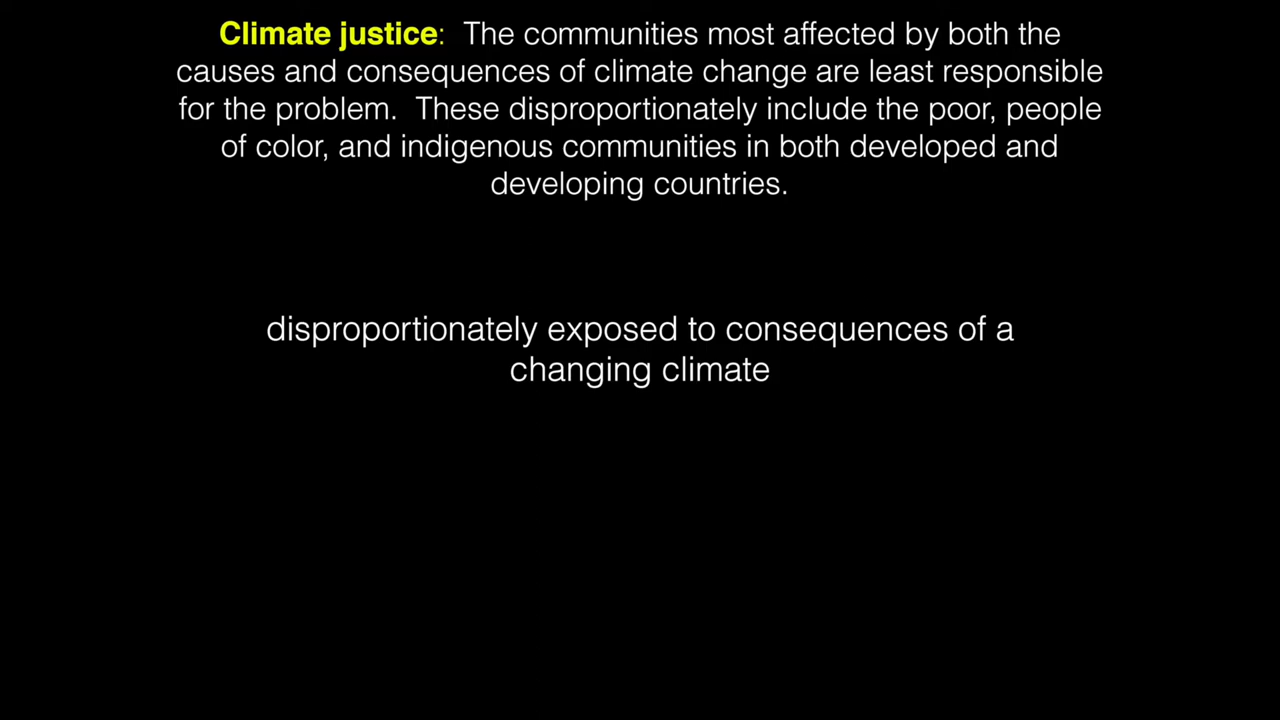 Climate justice: The communities most affected by both the
causes and consequences of climate change are least responsible
for the problem. These disproportionately include the poor, people
of color, and indigenous communities in both developed and
developing countries.
disproportionately exposed to consequences of a
changing climate